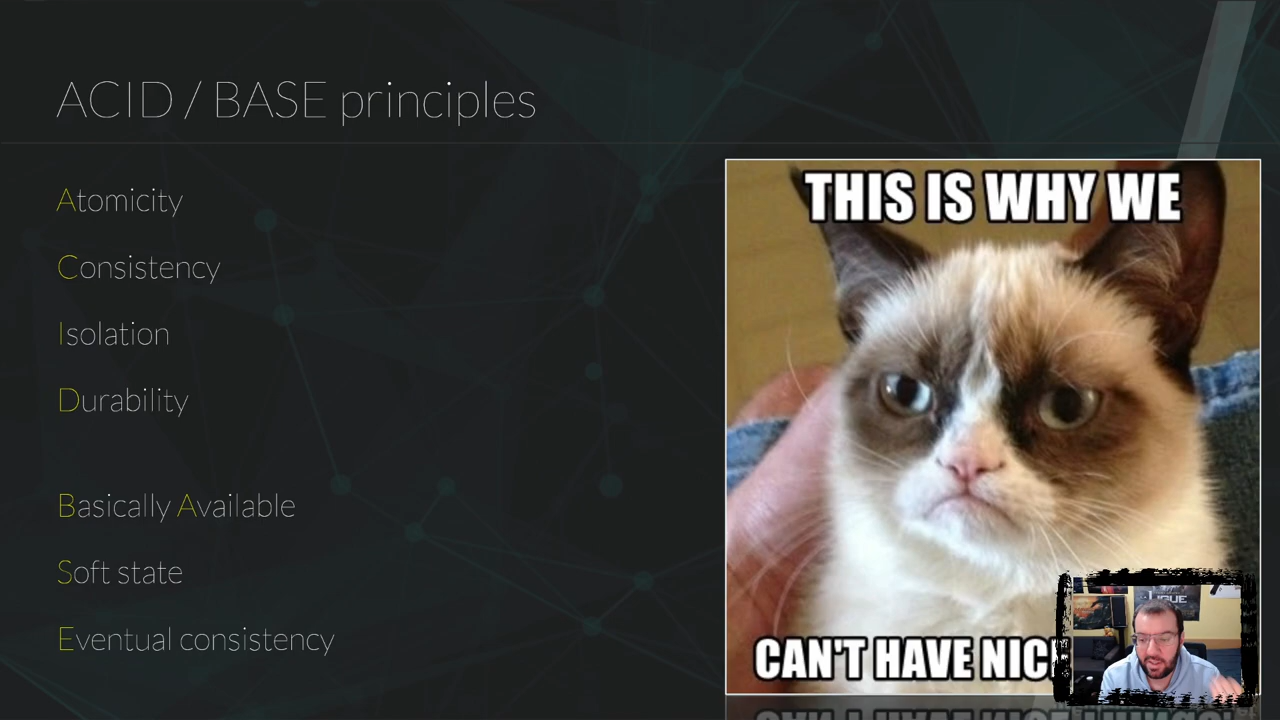 ACID / BASE principles
Atomicity
Consistency
Isolation
Durability
Basically Available
Soft state
Eventual consistency
THIS IS WHY WE
CAN'T HAVE